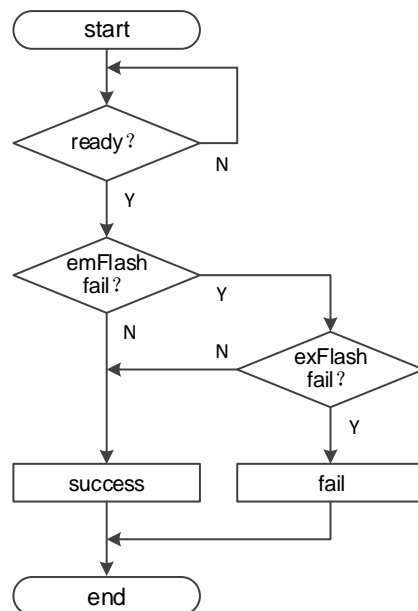 start
ready？
N
Y
emFlash
fail？
Y
N
N
exFlash
fail？
Y
success
fail
end